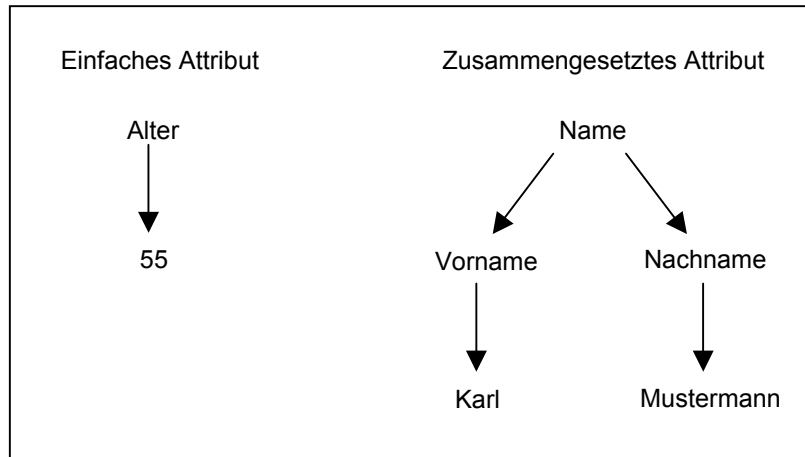 Einfaches Attribut
Zusammengesetztes Attribut
Alter
Name
55
Vorname
Nachname
Karl
Mustermann